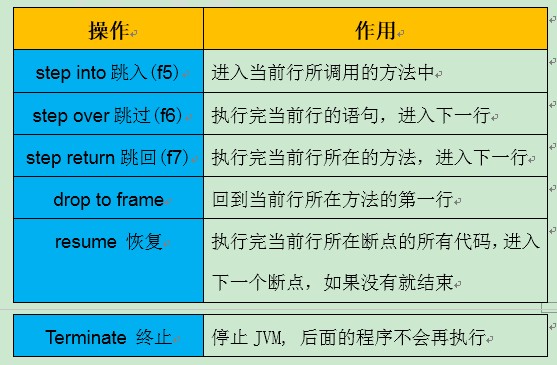 操作 作用
step into 跳入(f5) 进入当前行所调用的方法中
step over 跳过(f6) 执行完当前行的语句，进入下一行
step return 跳回(f7) 执行完当前行所在的方法，进入下一行
drop to frame 回到当前行所在方法的第一行
resume 恢复 执行完当前行所在断点的所有代码，进入
下一个断点，如果没有就结束
Terminate 终止 停止 JVM, 后面的程序不会再执行